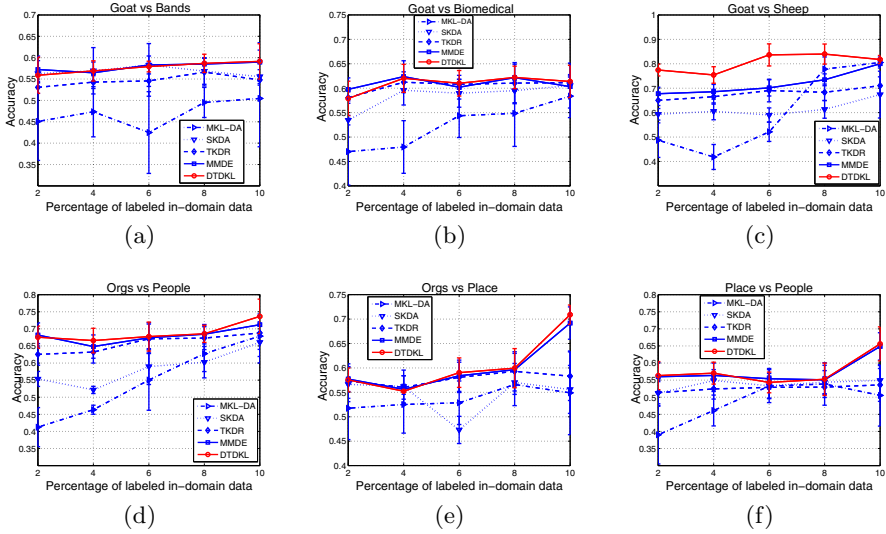 Goat vs Bands
0.7
0.65
0.6
0.55
0.5
0.45
0.4
0.35
Accuracy
MKL−DA
SKDA
TKDR
MMDE
DTDKL
2 4 6 8 10
Percentage of labeled in-domain data
(a)
Goat vs Biomedical
0.75
0.7
0.65
0.6
0.55
0.5
0.45
0.4
Accuracy
MKL−DA
SKDA
TKDR
MMDE
DTDKL
2 4 6 8 10
Percentage of labeled in-domain data
(b)
Goat vs Sheep
1
0.9
0.8
0.7
0.6
0.5
0.4
Accuracy
MKL−DA
SKDA
TKDR
MMDE
DTDKL
2 4 6 8 10
Percentage of labeled in-domain data
(c)
Orgs vs People
0.8
0.75
0.7
0.65
0.6
0.55
0.5
0.45
0.4
0.35
Accuracy
MKL−DA
SKDA
TKDR
MMDE
DTDKL
2 4 6 8 10
Percentage of labeled in-domain data
(d)
Orgs vs Place
0.75
0.7
0.65
0.6
0.55
0.5
0.45
0.4
Accuracy
MKL−DA
SKDA
TKDR
MMDE
DTDKL
2 4 6 8 10
Percentage of labeled in-domain data
(e)
Place vs People
0.8
0.75
0.7
0.65
0.6
0.55
0.5
0.45
0.4
0.35
Accuracy
MKL−DA
SKDA
TKDR
MMDE
DTDKL
2 4 6 8 10
Percentage of labeled in-domain data
(f)